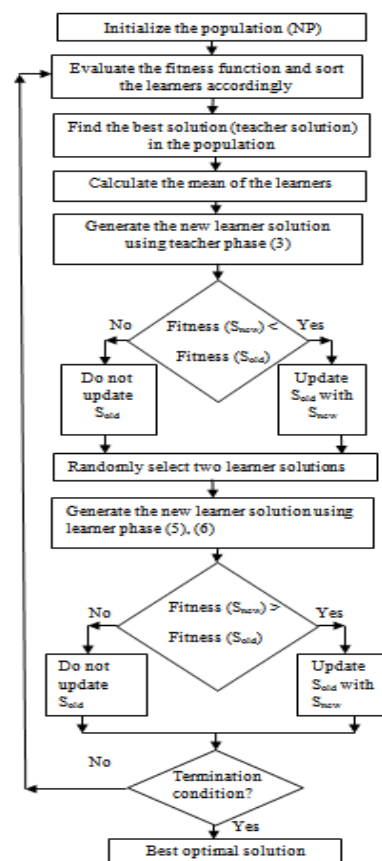 Initialize the population (NP)
Evaluate the fitness function and sort
the learners accordingly
Find the best solution (teacher solution)
in the population
Calculate the mean of the learners
Generate the new learner solution
using teacher phase (3)
No
Fitness (Snew) <
Yes
Fitness (Sold)
Do not
update
Sold
Update
Sold with
Snew
Randomly select two learner solutions
Generate the new learner solution using
learner phase (5), (6)
No
Fitness (Snew) >
Yes
Fitness (Sold)
Do not
update
Sold
Update
Sold with
Snew
No
Termination
condition?
Yes
Best optimal solution